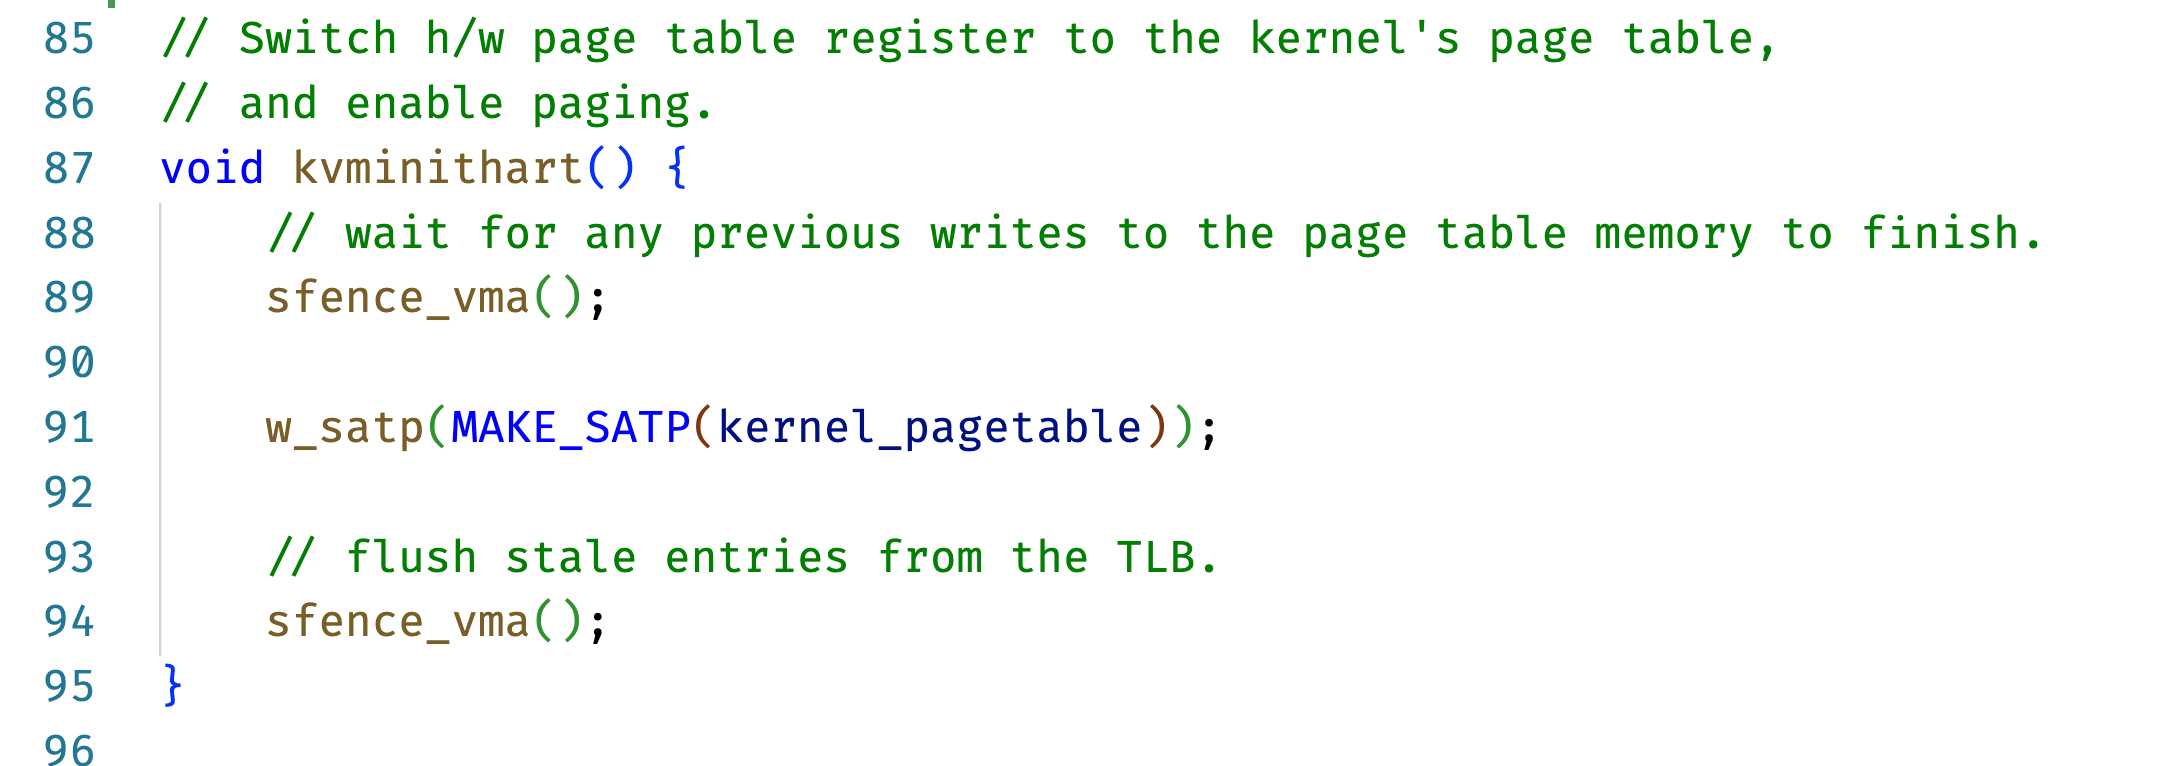 85 // Switch h/w page table register to the kernel's page table,
86 // and enable paging.
87 void kvminithart() {
88     // wait for any previous writes to the page table memory to finish.
89     sfence_vma();
90
91     w_satp(MAKE_SATP(kernel_pagetable));
92
93     // flush stale entries from the TLB.
94     sfence_vma();
95 }
96